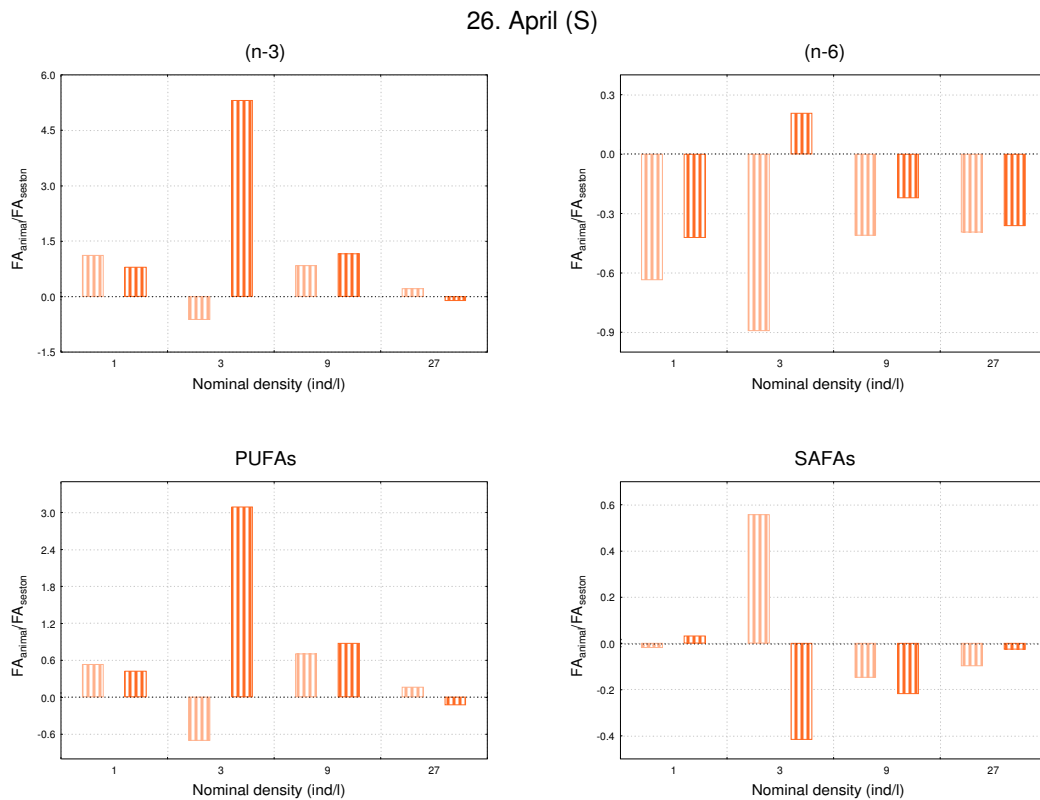 26. April (S)
(n-3)
6.0
4.5
3.0
1.5
0.0
-1.5
FAanimal/FAseston
1 3 9 27
Nominal density (ind/l)
(n-6)
0.3
0.0
-0.3
-0.6
-0.9
FAanimal/FAseston
1 3 9 27
Nominal density (ind/l)
PUFAs
3.0
2.4
1.8
1.2
0.6
0.0
-0.6
FAanimal/FAseston
1 3 9 27
Nominal density (ind/l)
SAFAs
0.6
0.4
0.2
0.0
-0.2
-0.4
FAanimal/FAseston
1 3 9 27
Nominal density (ind/l)